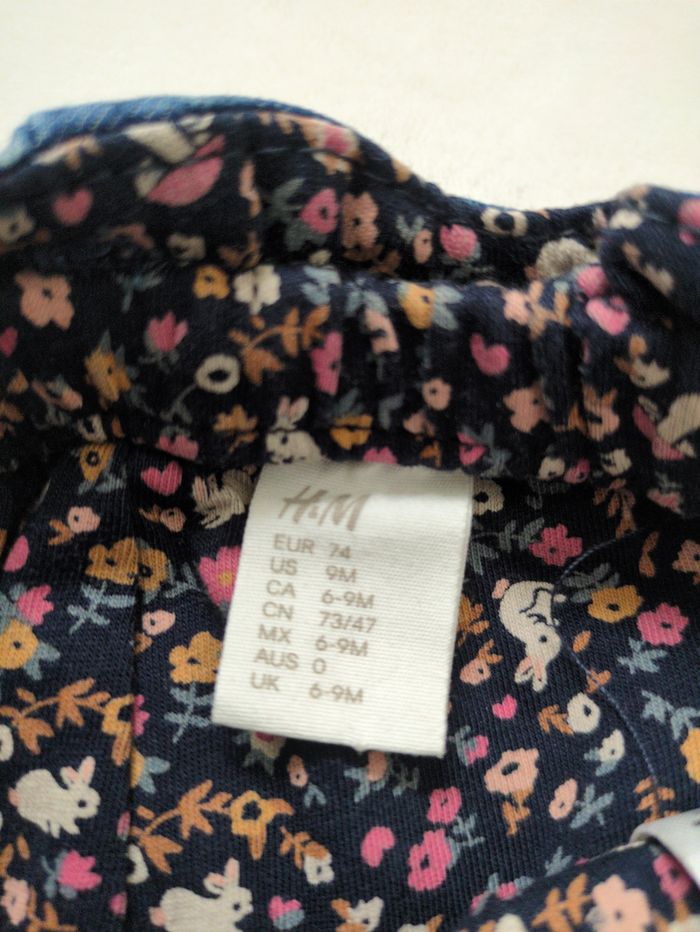 H&M
EUR 74
US 9M
CA 6-9M
CN 73/47
MX 6-9M
AUS 0
UK 6-9M